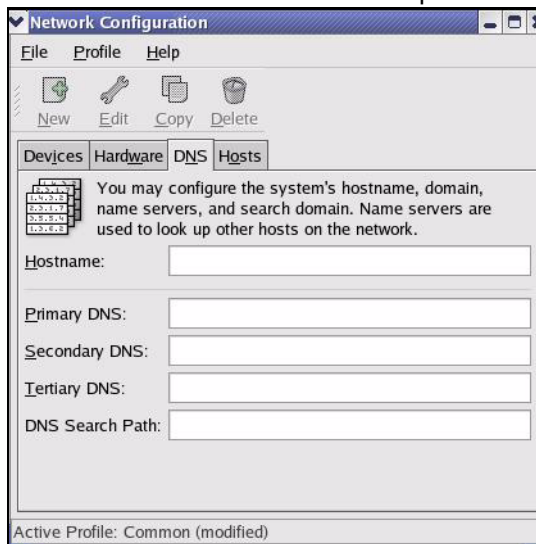 Network Configuration
File Profile Help
New Edit Copy Delete
Devices Hardware DNS Hosts
You may configure the system's hostname, domain,
name servers, and search domain. Name servers are
used to look up other hosts on the network.
Hostname:
Primary DNS:
Secondary DNS:
Tertiary DNS:
DNS Search Path:
Active Profile: Common (modified)